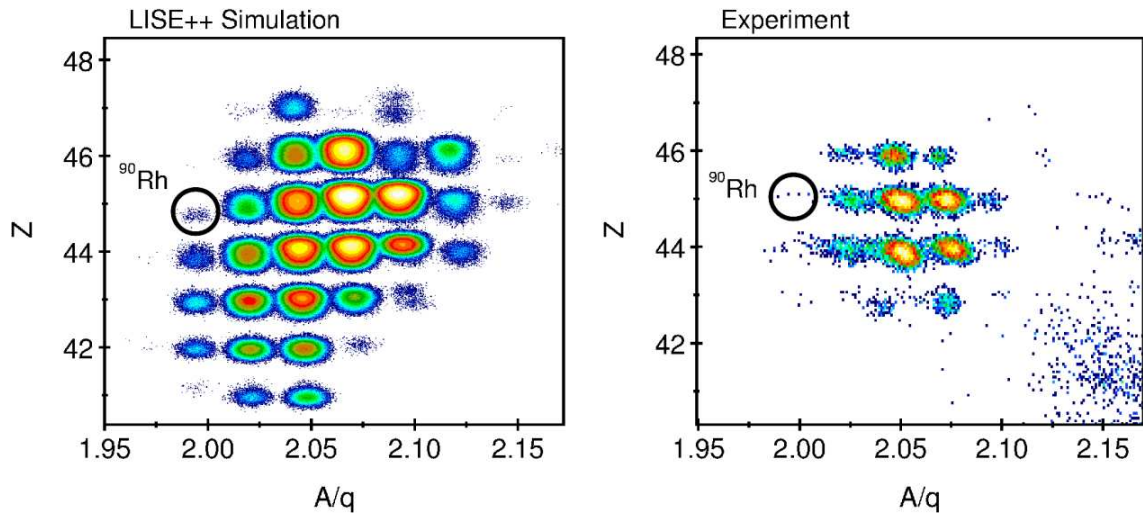 LISE++ Simulation
Experiment
48
46
44
42
Z
⁹⁰Rh
1.95
2.00
2.05
2.10
2.15
A/q
48
46
44
42
Z
⁹⁰Rh
1.95
2.00
2.05
2.10
2.15
A/q